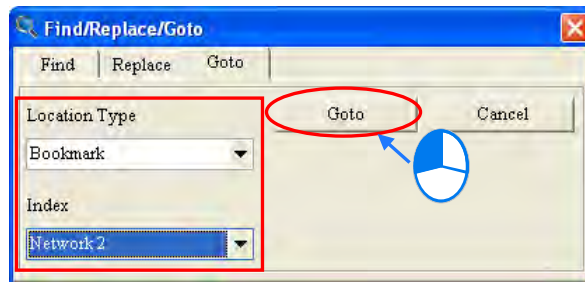 Find/Replace/Goto
Find Replace Goto
Location Type
Goto Cancel
Bookmark
Index
Network 2